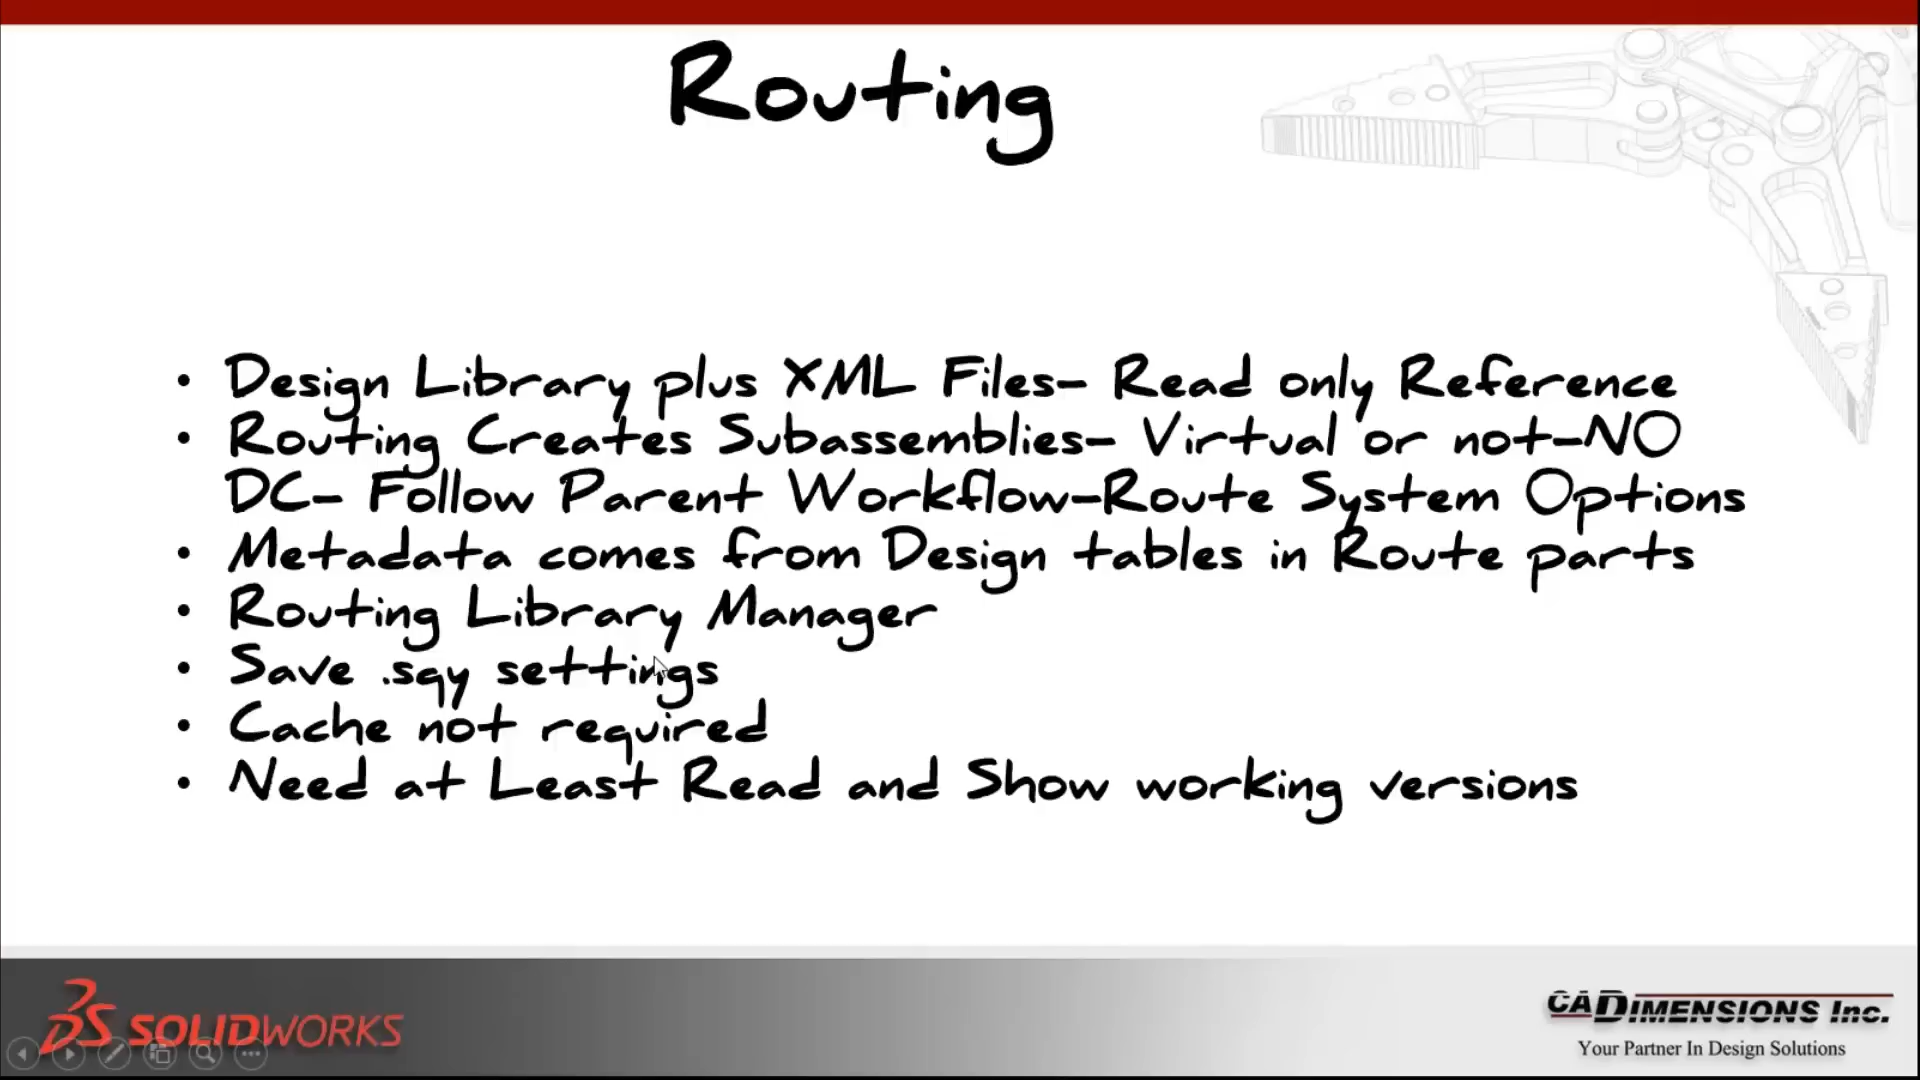 Routing
• Design Library plus XML Files- Read only Reference
• Routing Creates Subassemblies- Virtual or not-NO
DC- Follow Parent Workflow-Route System Options
• Metadata comes from Design tables in Route parts
• Routing Library Manager
• Save .sqy settings
• Cache not required
• Need at Least Read and Show working versions
SOLIDWORKS
CADIMENSIONS Inc.
Your Partner In Design Solutions